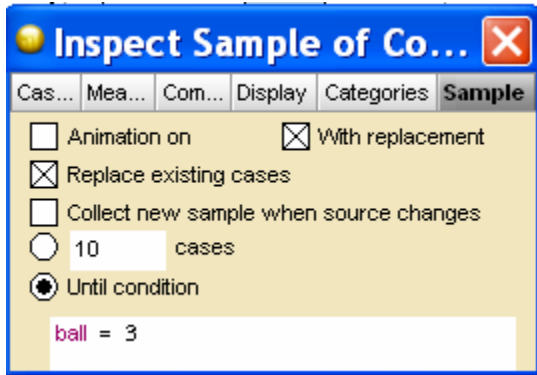 Inspect Sample of Co...
Cas... Mea... Com... Display Categories Sample
Animation on With replacement
Replace existing cases
Collect new sample when source changes
10 cases
Until condition
ball = 3